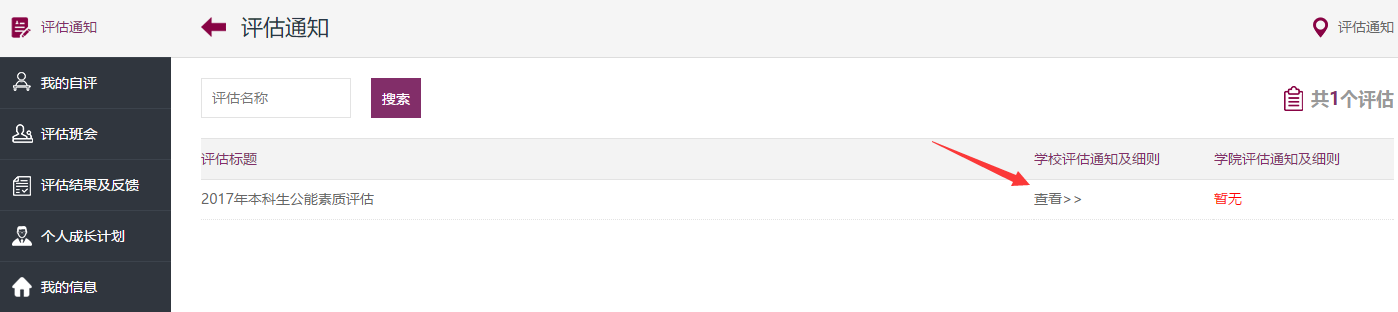 评估通知
评估通知
评估通知
我的自评
评估名称
搜索
共1个评估
评估班会
评估标题
学校评估通知及细则
学院评估通知及细则
评估结果及反馈
2017年本科生公能素质评估
查看>>
暂无
个人成长计划
我的信息